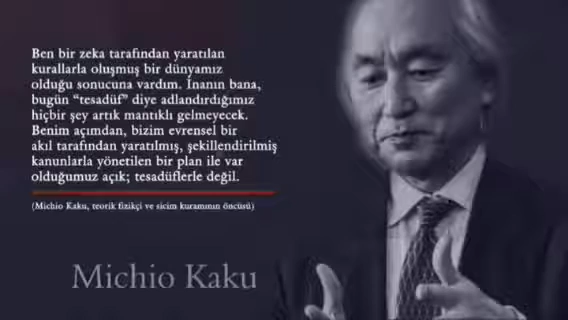 Ben bir zeka tarafından yaratılan
kurallarla oluşmuş bir dünyamız
olduğu sonucuna vardım. İnanın bana,
bugün “tesadüf” diye adlandırdığımız
hiçbir şey artık mantıklı gelmeyecek.
Benim açımdan, bizim evrensel bir
akıl tarafından yaratılmış, şekillendirilmiş
kanunlarla yönetilen bir plan ile var
olduğumuz açık; tesadüflerle değil.
(Michio Kaku, teorik fizikçi ve sicim kuramının öncüsü)
Michio Kaku